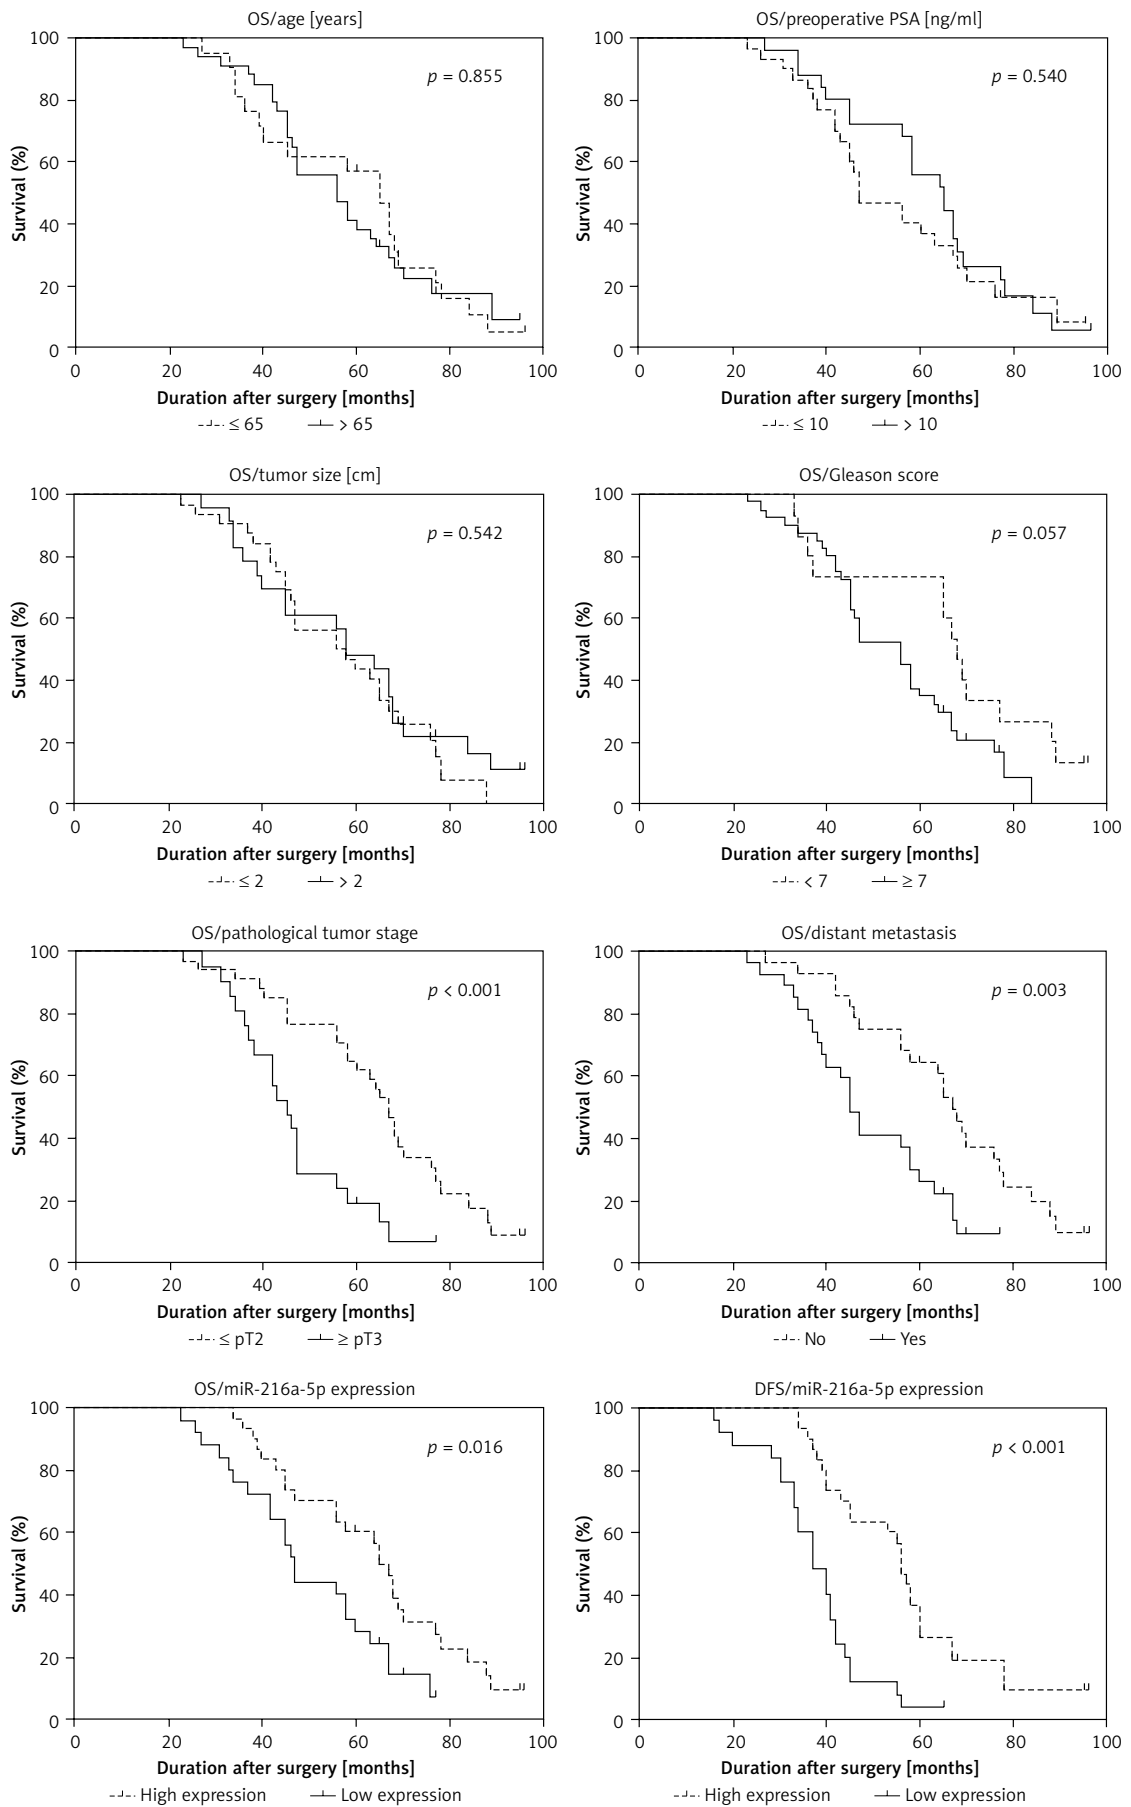 OS/age [years]
100
80
60
40
20
0
Survival (%)
p = 0.855
0 20 40 60 80 100
Duration after surgery [months]
≤ 65 > 65
OS/preoperative PSA [ng/ml]
100
80
60
40
20
0
Survival (%)
p = 0.540
0 20 40 60 80 100
Duration after surgery [months]
≤ 10 > 10
OS/tumor size [cm]
100
80
60
40
20
0
Survival (%)
p = 0.542
0 20 40 60 80 100
Duration after surgery [months]
≤ 2 > 2
OS/Gleason score
100
80
60
40
20
0
Survival (%)
p = 0.057
0 20 40 60 80 100
Duration after surgery [months]
< 7 ≥ 7
OS/pathological tumor stage
100
80
60
40
20
0
Survival (%)
p < 0.001
0 20 40 60 80 100
Duration after surgery [months]
≤ pT2 ≥ pT3
OS/distant metastasis
100
80
60
40
20
0
Survival (%)
p = 0.003
0 20 40 60 80 100
Duration after surgery [months]
No Yes
OS/miR-216a-5p expression
100
80
60
40
20
0
Survival (%)
p = 0.016
0 20 40 60 80 100
Duration after surgery [months]
High expression Low expression
DFS/miR-216a-5p expression
100
80
60
40
20
0
Survival (%)
p < 0.001
0 20 40 60 80 100
Duration after surgery [months]
High expression Low expression